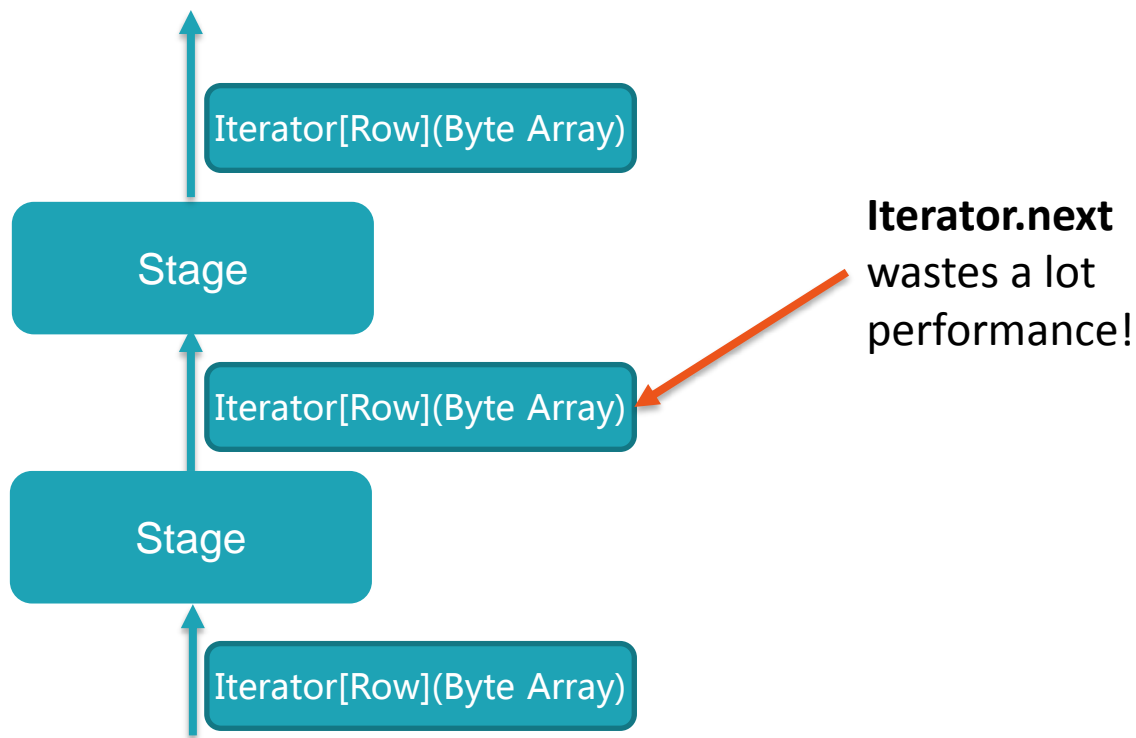 Iterator[Row](Byte Array)
Stage
Iterator.next
wastes a lot
performance!
Iterator[Row](Byte Array)
Stage
Iterator[Row](Byte Array)